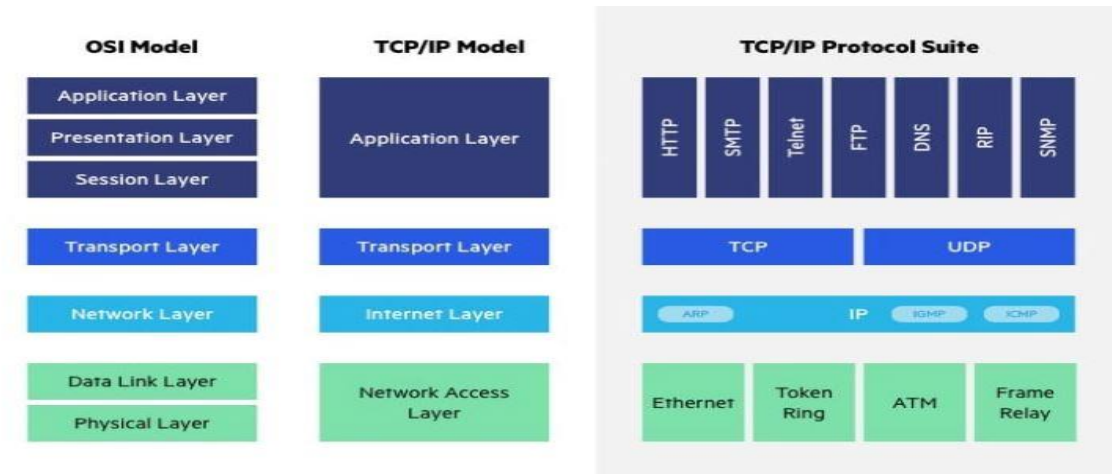 OSI Model
Application Layer
Presentation Layer
Session Layer
Transport Layer
Network Layer
Data Link Layer
Physical Layer
TCP/IP Model
Application Layer
Transport Layer
Internet Layer
Network Access
Layer
TCP/IP Protocol Suite
HTTP
SMTP
Telnet
FTP
DNS
RIP
SNMP
TCP
UDP
ARP
IP
IGMP
ICMP
Ethernet
Token
Ring
ATM
Frame
Relay